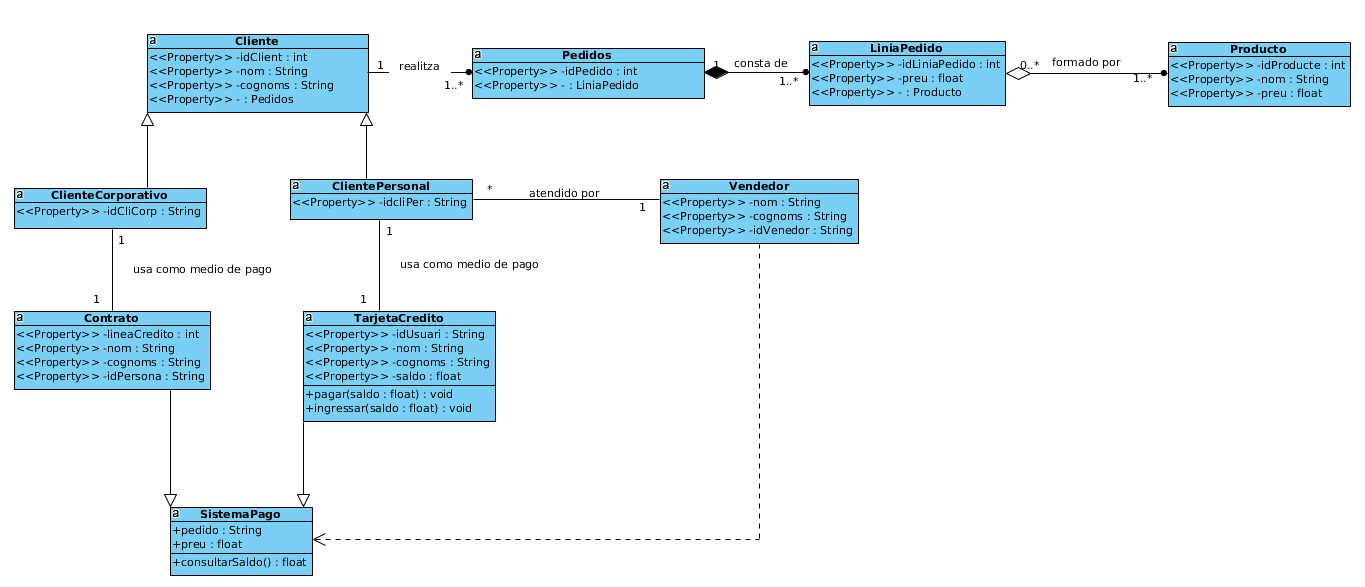 a
Cliente
<<Property>> -idClient : int
<<Property>> -nom : String
<<Property>> -cognoms : String
<<Property>> - : Pedidos
1
realitza
1..*
a
Pedidos
<<Property>> -idPedido : int
<<Property>> - : LiniaPedido
1
consta de
1..*
a
LiniaPedido
<<Property>> -idLiniaPedido : int
<<Property>> -preu : float
<<Property>> - : Producto
0..*
formado por
1..*
a
Producto
<<Property>> -idProducte : int
<<Property>> -nom : String
<<Property>> -preu : float
a
ClienteCorporativo
<<Property>> -idCliCorp : String
a
ClientePersonal
<<Property>> -idcliPer : String
*
atendido por
1
a
Vendedor
<<Property>> -nom : String
<<Property>> -cognoms : String
<<Property>> -idVenedor : String
1
usa como medio de pago
1
1
usa como medio de pago
1
a
Contrato
<<Property>> -lineaCredito : int
<<Property>> -nom : String
<<Property>> -cognoms : String
<<Property>> -idPersona : String
a
TarjetaCredito
<<Property>> -idUsuari : String
<<Property>> -nom : String
<<Property>> -cognoms : String
<<Property>> -saldo : float
+pagar(saldo : float) : void
+ingressar(saldo : float) : void
a
SistemaPago
+pedido : String
+preu : float
+consultarSaldo() : float